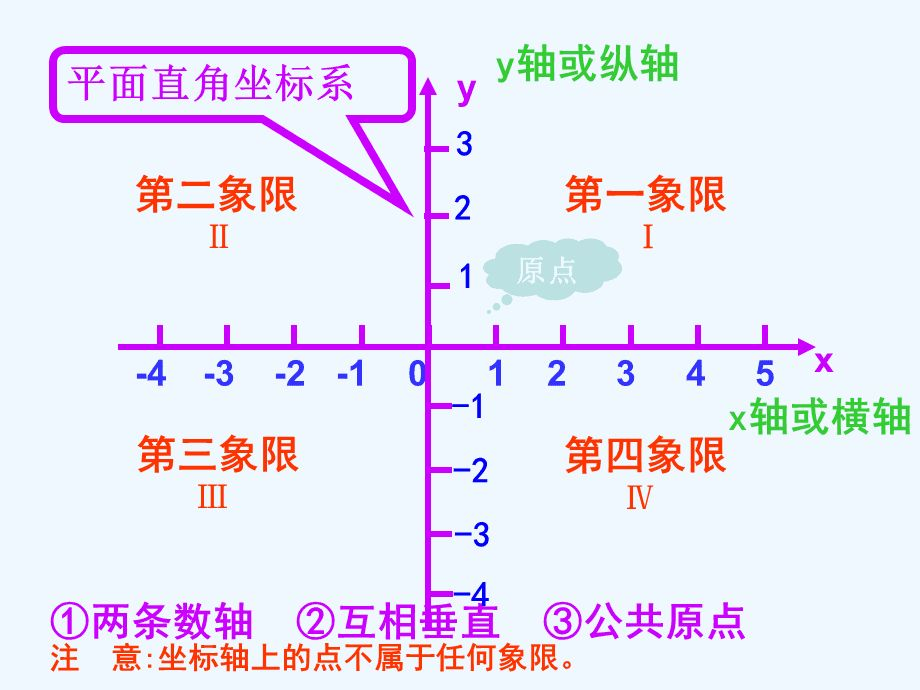 y轴或纵轴
平面直角坐标系
y
3
第二象限 第一象限
2
Ⅱ Ⅰ
原点
1
-4 -3 -2 -1 0 1 2 3 4 5 x
-1
x轴或横轴
第三象限 第四象限
-2
Ⅲ Ⅳ
-3
-4
①两条数轴 ②互相垂直 ③公共原点
注 意:坐标轴上的点不属于任何象限。